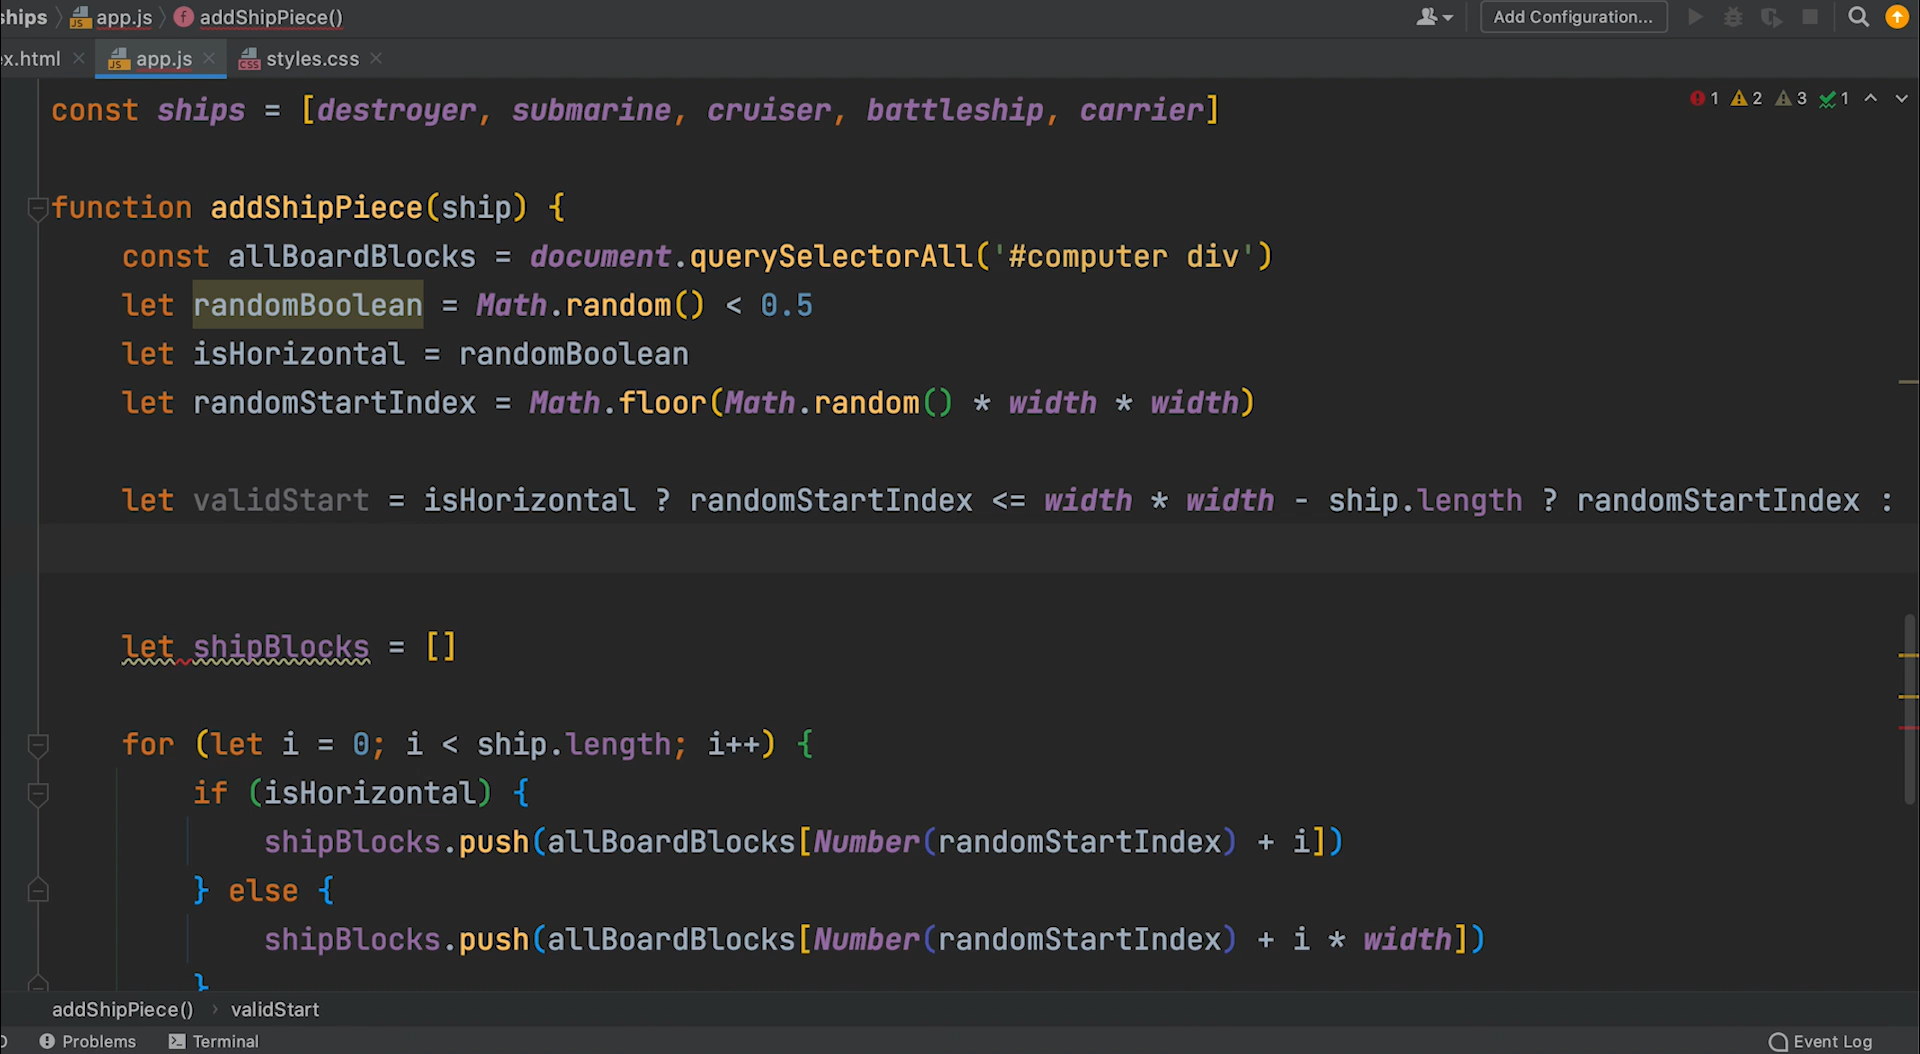 ships app.js addShipPiece() Add Configuration...
ex.html app.js styles.css
const ships = [destroyer, submarine, cruiser, battleship, carrier]
1 2 3 1
function addShipPiece(ship) {
const allBoardBlocks = document.querySelectorAll('#computer div')
let randomBoolean = Math.random() < 0.5
let isHorizontal = randomBoolean
let randomStartIndex = Math.floor(Math.random() * width * width)
let validStart = isHorizontal ? randomStartIndex <= width * width - ship.length ? randomStartIndex :
let shipBlocks = []
for (let i = 0; i < ship.length; i++) {
if (isHorizontal) {
shipBlocks.push(allBoardBlocks[Number(randomStartIndex) + i])
} else {
shipBlocks.push(allBoardBlocks[Number(randomStartIndex) + i * width])
}
addShipPiece() › validStart
Problems Terminal Event Log